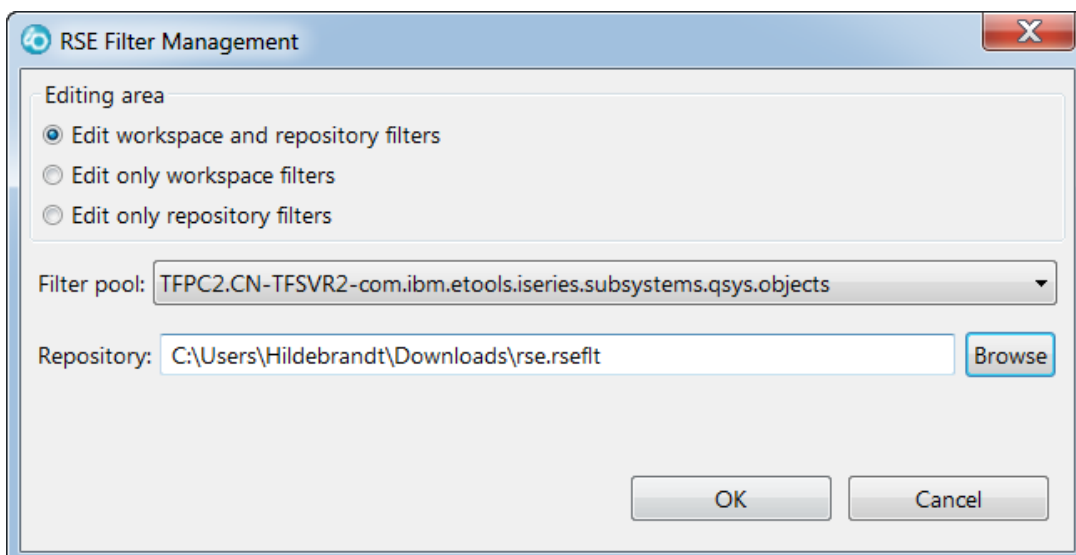 RSE Filter Management
Editing area
Edit workspace and repository filters
Edit only workspace filters
Edit only repository filters
Filter pool: TFPC2.CN-TFSVR2-com.ibm.etools.iseries.subsystems.qsys.objects
Repository: C:\Users\Hildebrandt\Downloads\rse.rseflt Browse
OK Cancel